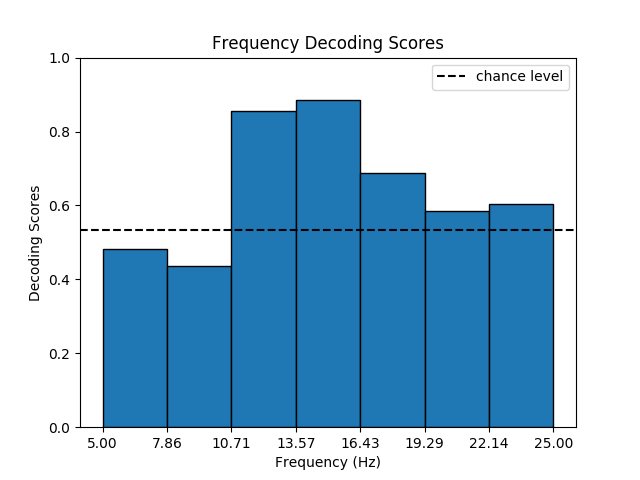 Frequency Decoding Scores
chance level
1.0
0.8
0.6
0.4
0.2
0.0
Decoding Scores
5.00 7.86 10.71 13.57 16.43 19.29 22.14 25.00
Frequency (Hz)